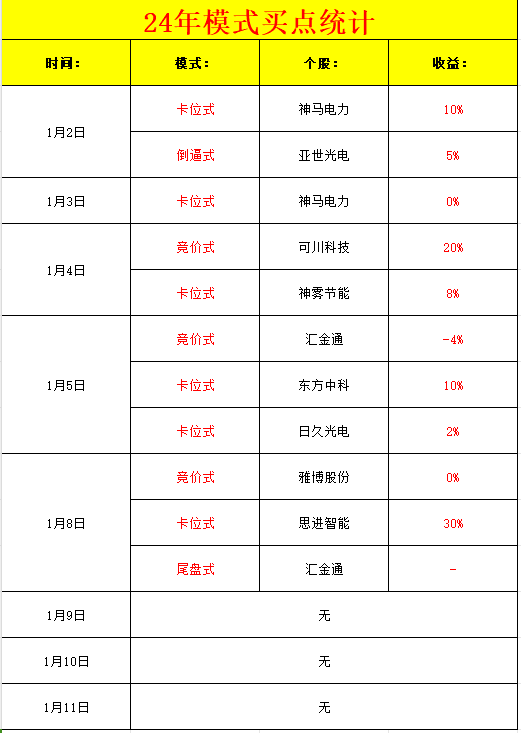 24年模式买点统计
时间： 模式： 个股： 收益：
1月2日 卡位式 神马电力 10%
倒逼式 亚世光电 5%
1月3日 卡位式 神马电力 0%
1月4日 竞价式 可川科技 20%
卡位式 神雾节能 8%
1月5日 竞价式 汇金通 -4%
卡位式 东方中科 10%
卡位式 日久光电 2%
1月8日 竞价式 雅博股份 0%
卡位式 思进智能 30%
尾盘式 汇金通 -
1月9日 无
1月10日 无
1月11日 无